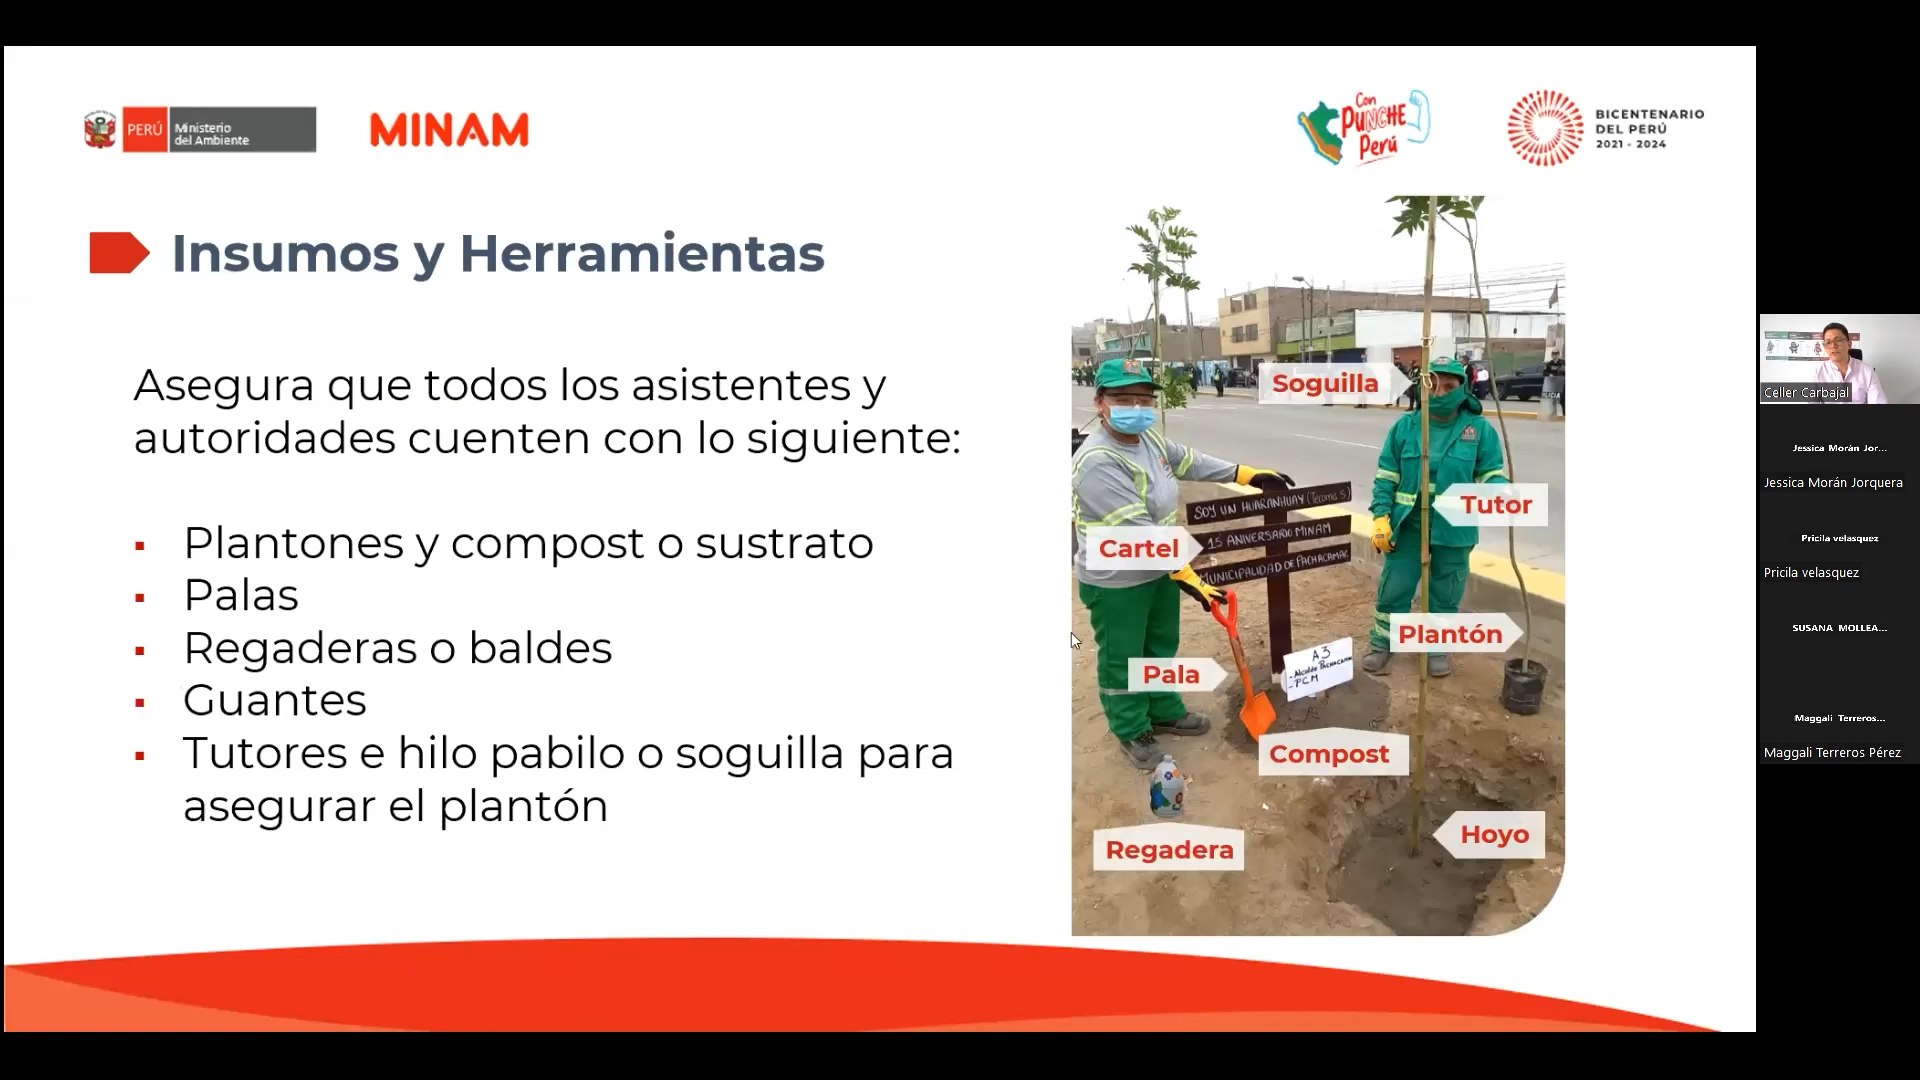 PERÚ
Ministerio
del Ambiente
MINAM
Con
PUNCHE
Perú
BICENTENARIO
DEL PERÚ
2021 - 2024
Insumos y Herramientas
Asegura que todos los asistentes y
autoridades cuenten con lo siguiente:
▪ Plantones y compost o sustrato
▪ Palas
▪ Regaderas o baldes
▪ Guantes
▪ Tutores e hilo pabilo o soguilla para
asegurar el plantón
Soguilla
Tutor
SOY UN HUARANHUAY (Tecoma S)
15 ANIVERSARIO MINAM
MUNICIPALIDAD DE PACHACAMAC
Cartel
Plantón
A3
- Alcalde Pachacamac
- PCM
Pala
Compost
Hoyo
Regadera
Celler Carbajal
Jessica Morán Jor...
Jessica Morán Jorquera
Pricila velasquez
Pricila velasquez
SUSANA MOLLEA...
Maggali Terreros...
Maggali Terreros Pérez